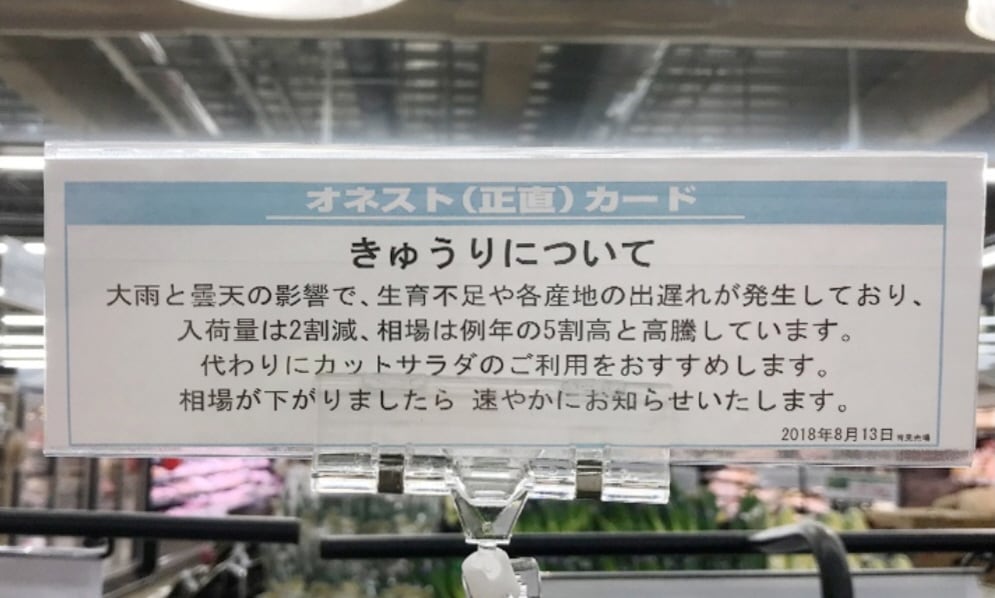 オネスト(正直)カード
きゅうりについて
大雨と曇天の影響で、生育不足や各産地の出遅れが発生しており、
入荷量は2割減、相場は例年の5割高と高騰しています。
代わりにカットサラダのご利用をおすすめします。
相場が下がりましたら 速やかにお知らせいたします。
2018年8月13日